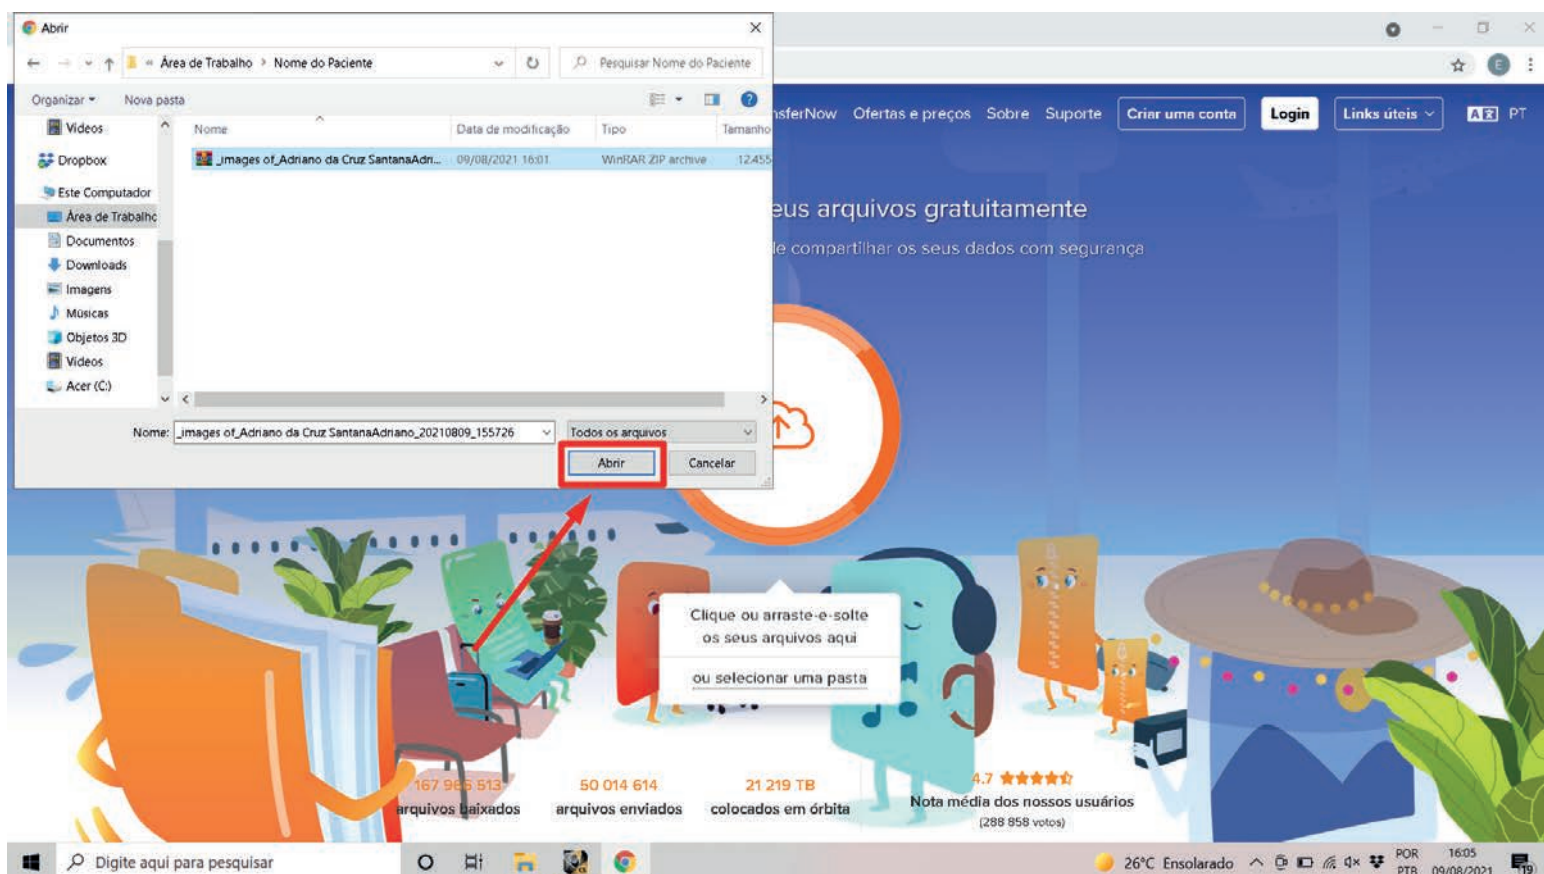 Abrir
Área de Trabalho > Nome do Paciente
Pesquisar Nome do Paciente
Organizar
Nova pasta
Vídeos
Dropbox
Este Computador
Área de Trabalho
Documentos
Downloads
Imagens
Músicas
Objetos 3D
Vídeos
Acer (C:)
Nome
Data de modificação
Tipo
Tamanho
_images of_Adriano da Cruz SantanaAdri...
09/08/2021 16:01
WinRAR ZIP archive
12.455
Nome:
_images of_Adriano da Cruz SantanaAdriano_20210809_155726
Todos os arquivos
Abrir
Cancelar
E
nsferNow
Ofertas e preços
Sobre
Suporte
Criar uma conta
Login
Links úteis
PT
eus arquivos gratuitamente
de compartilhar os seus dados com segurança
Clique ou arraste-e-solte
os seus arquivos aqui
ou selecionar uma pasta
arquivos baixados
50 014 614
arquivos enviados
21 219 TB
colocados em órbita
4.7
Nota média dos nossos usuários
(288 858 votos)
Digite aqui para pesquisar
26°C Ensolarado
POR
PTB
16:05
09/08/2021
19